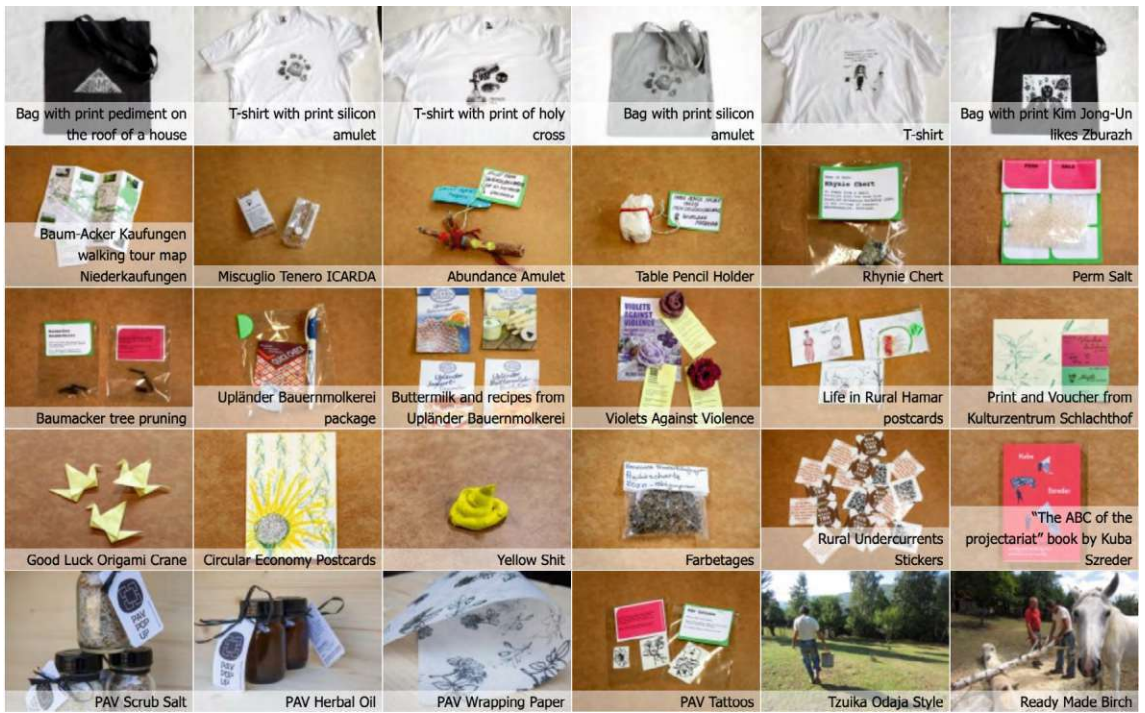 Bag with print pediment on
the roof of a house
T-shirt with print silicon
amulet
T-shirt with print of holy
cross
Bag with print silicon
amulet
T-shirt
Bag with print Kim Jong-Un
likes Zburazh
Baum-Acker Kaufungen
walking tour map
Niederkaufungen
Miscuglio Tenero ICARDA
Abundance Amulet
Table Pencil Holder
Rhynie Chert
Rhynie Chert
Perm Salt
Baumacker tree pruning
Upländer Bauernmolkerei
package
Buttermilk and recipes from
Upländer Bauernmolkerei
VIOLETS
AGAINST
VIOLENCE
Violets Against Violence
Life in Rural Hamar
postcards
Print and Voucher from
Kulturzentrum Schlachthof
Good Luck Origami Crane
Circular Economy Postcards
Yellow Shit
Farbetages
Rural Undercurrents
Stickers
Kuba
Szreder
“The ABC of the
projectariat” book by Kuba
Szreder
PAV
POP
UP
PAV Scrub Salt
PAV Herbal Oil
PAV Wrapping Paper
PAV Tattoos
Tzuika Odaja Style
Ready Made Birch